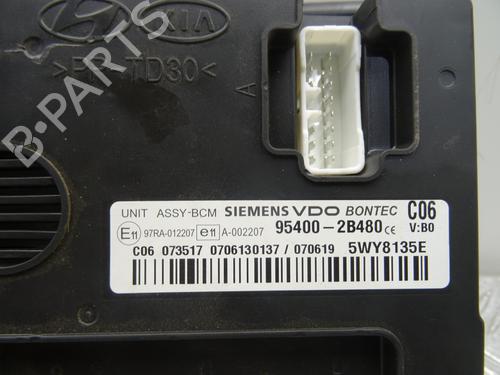 KIA
TD30<
A
UNIT ASSY-BCM SIEMENS VDO BONTEC C06
E11 97RA-012207 e11 A-002207 95400-2B480 CE V:B0
C06 073517 0706130137 / 070619 5WY8135E
B-PARTS